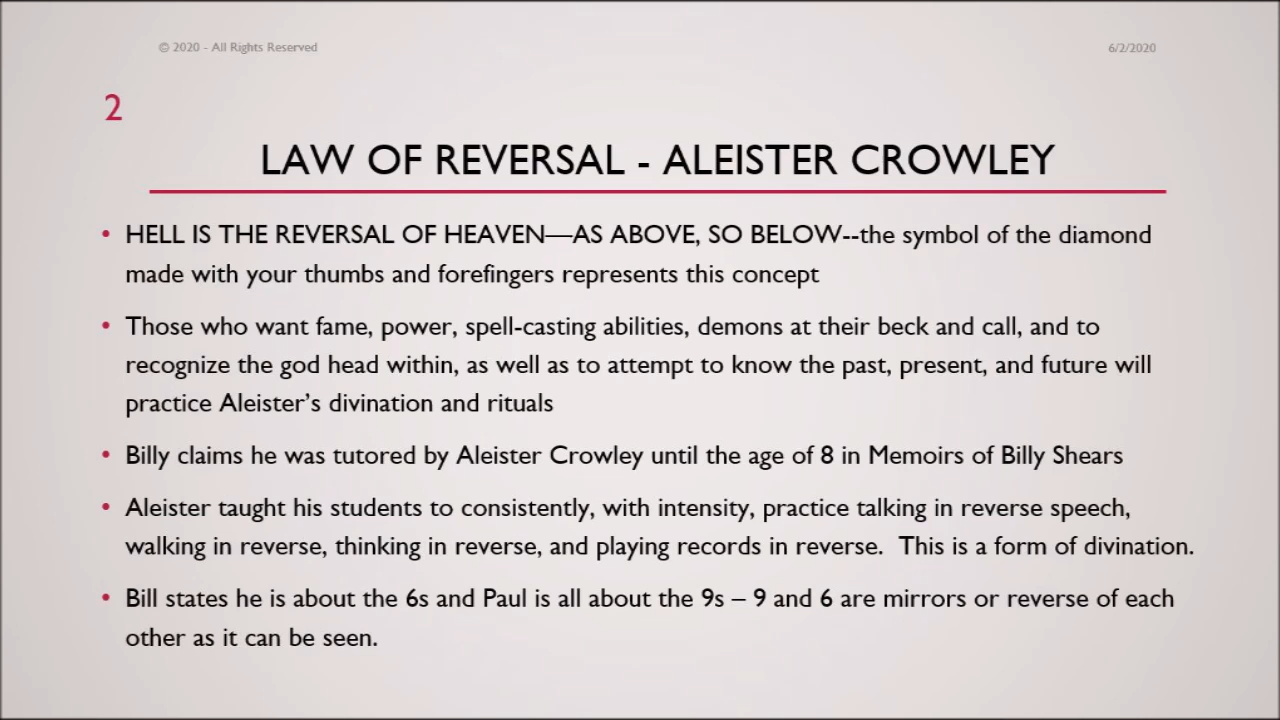 © 2020 - All Rights Reserved
6/2/2020
2
LAW OF REVERSAL - ALEISTER CROWLEY
• HELL IS THE REVERSAL OF HEAVEN—AS ABOVE, SO BELOW--the symbol of the diamond
made with your thumbs and forefingers represents this concept
• Those who want fame, power, spell-casting abilities, demons at their beck and call, and to
recognize the god head within, as well as to attempt to know the past, present, and future will
practice Aleister’s divination and rituals
• Billy claims he was tutored by Aleister Crowley until the age of 8 in Memoirs of Billy Shears
• Aleister taught his students to consistently, with intensity, practice talking in reverse speech,
walking in reverse, thinking in reverse, and playing records in reverse.  This is a form of divination.
• Bill states he is about the 6s and Paul is all about the 9s – 9 and 6 are mirrors or reverse of each
other as it can be seen.